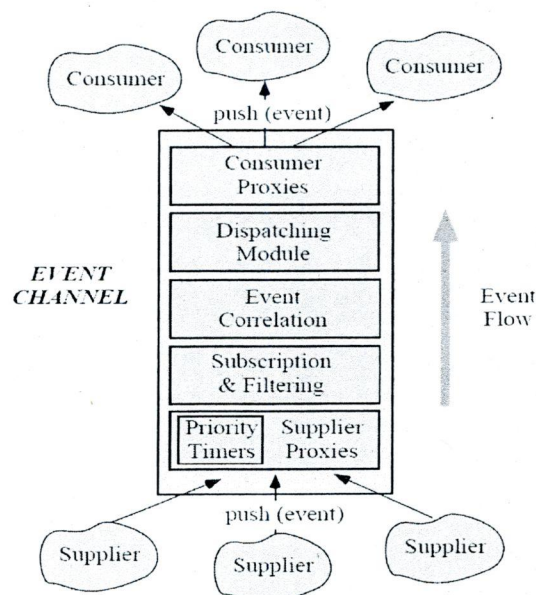 Consumer
Consumer
Consumer
push (event)
Consumer
Proxies
Dispatching
Module
EVENT
CHANNEL
Event
Correlation
Event
Flow
Subscription
& Filtering
Priority
Timers
Supplier
Proxies
push (event)
Supplier
Supplier
Supplier